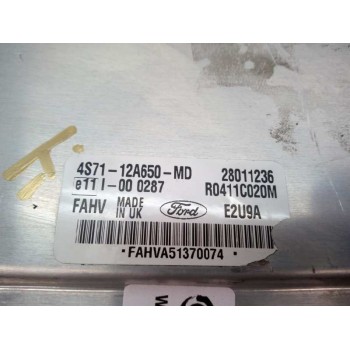 4S71-12A650-MD 28011236
e11 I-00 0287 R0411C020M
FAHV MADE IN UK Ford E2U9A
*FAHVA51370074*